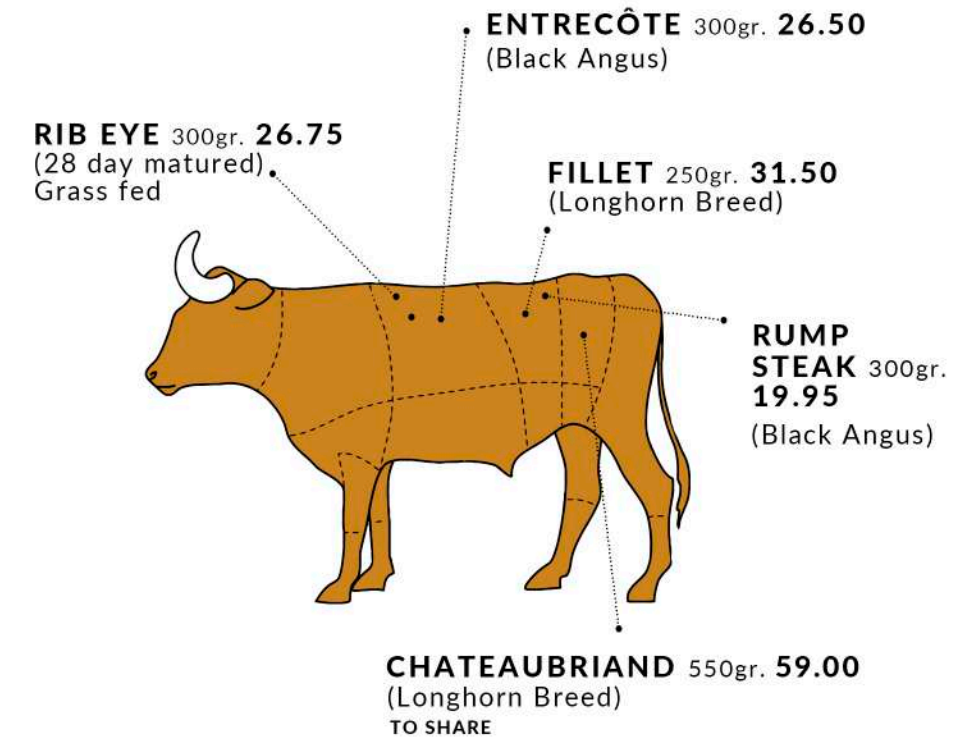 ENTRECÔTE 300gr. 26.50
(Black Angus)
RIB EYE 300gr. 26.75
(28 day matured)
Grass fed
FILLET 250gr. 31.50
(Longhorn Breed)
RUMP
STEAK 300gr.
19.95
(Black Angus)
CHATEAUBRIAND 550gr. 59.00
(Longhorn Breed)
TO SHARE